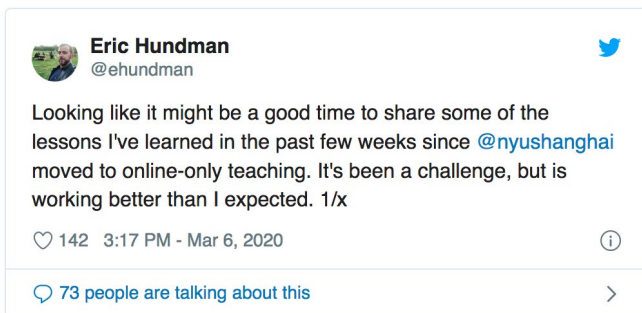 Eric Hundman
@ehundman
Looking like it might be a good time to share some of the
lessons I've learned in the past few weeks since @nyushanghai
moved to online-only teaching. It's been a challenge, but is
working better than I expected. 1/x
142 3:17 PM - Mar 6, 2020
73 people are talking about this